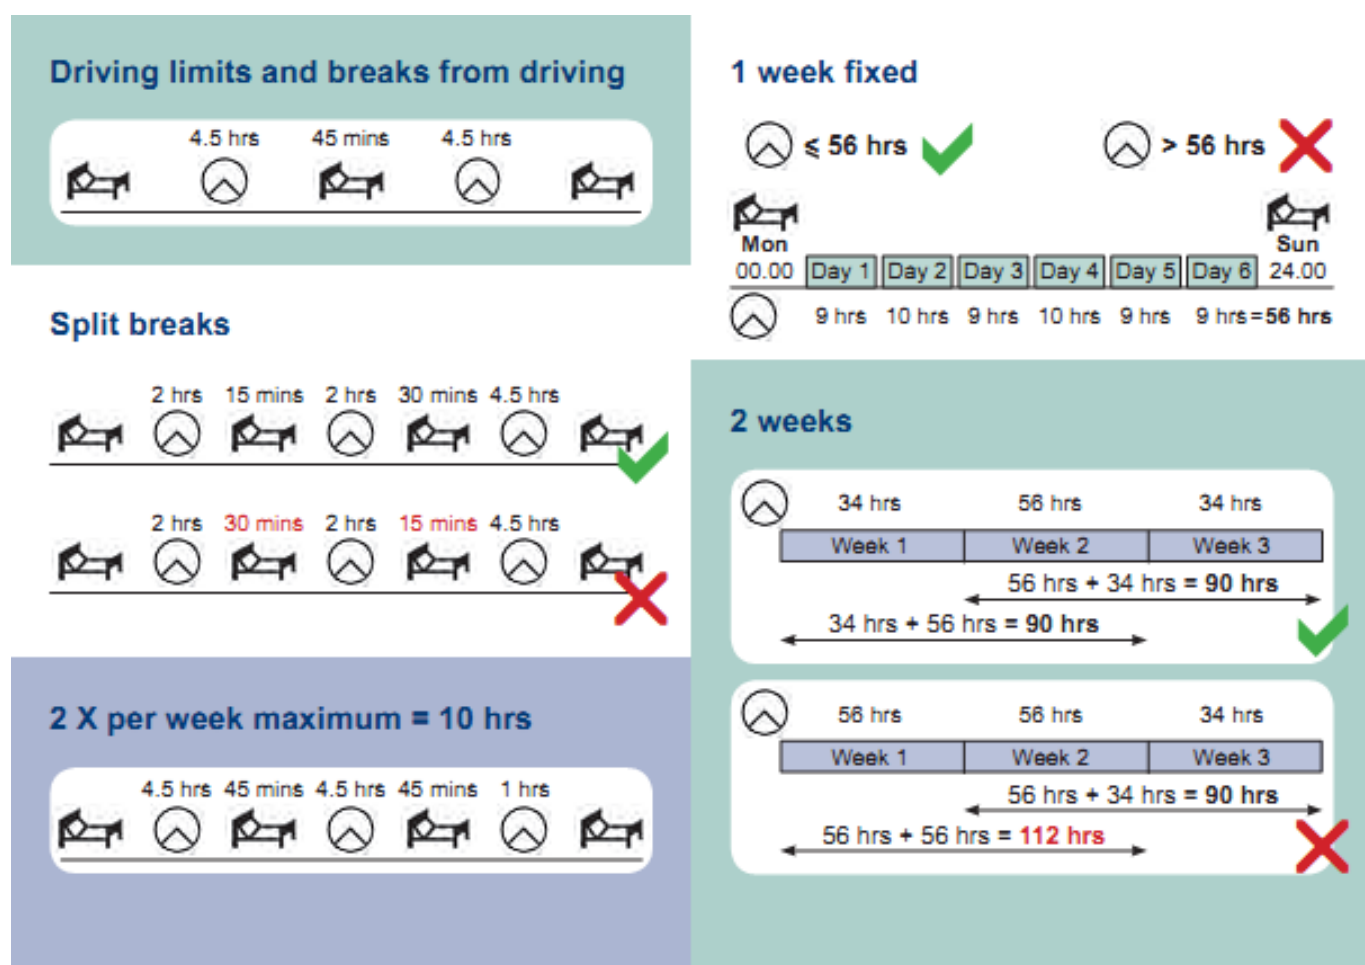 Driving limits and breaks from driving
4.5 hrs 45 mins 4.5 hrs
Split breaks
2 hrs 15 mins 2 hrs 30 mins 4.5 hrs
2 hrs 30 mins 2 hrs 15 mins 4.5 hrs
2 X per week maximum = 10 hrs
4.5 hrs 45 mins 4.5 hrs 45 mins 1 hrs
1 week fixed
⩽ 56 hrs > 56 hrs
Mon Sun
00.00 Day 1 Day 2 Day 3 Day 4 Day 5 Day 6 24.00
9 hrs 10 hrs 9 hrs 10 hrs 9 hrs 9 hrs = 56 hrs
2 weeks
34 hrs 56 hrs 34 hrs
Week 1 Week 2 Week 3
56 hrs + 34 hrs = 90 hrs
34 hrs + 56 hrs = 90 hrs
56 hrs 56 hrs 34 hrs
Week 1 Week 2 Week 3
56 hrs + 34 hrs = 90 hrs
56 hrs + 56 hrs = 112 hrs